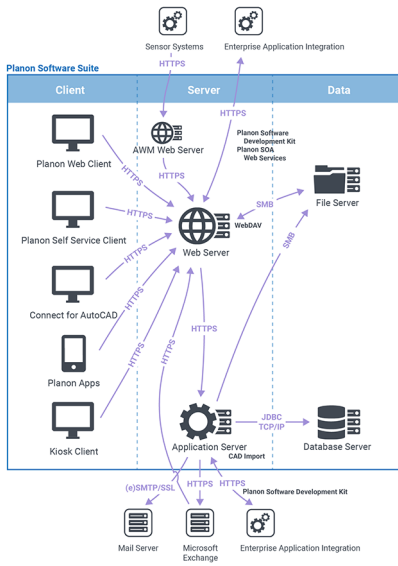 Sensor Systems
Enterprise Application Integration
HTTPS
HTTPS
Planon Software Suite
Client
Server
Data
HTTPS
HTTPS
Planon Web Client
AWM Web Server
Planon Software
Development Kit
Planon SOA
Web Services
HTTPS
HTTPS
File Server
SMB
HTTPS
WebDAV
Planon Self Service Client
Web Server
SMB
HTTPS
Connect for AutoCAD
HTTPS
HTTPS
HTTPS
HTTPS
Planon Apps
JDBC
TCP/IP
Kiosk Client
Application Server
CAD Import
Database Server
(e)SMTP/SSL
HTTPS
HTTPS
Planon Software Development Kit
Mail Server
Microsoft
Exchange
Enterprise Application Integration